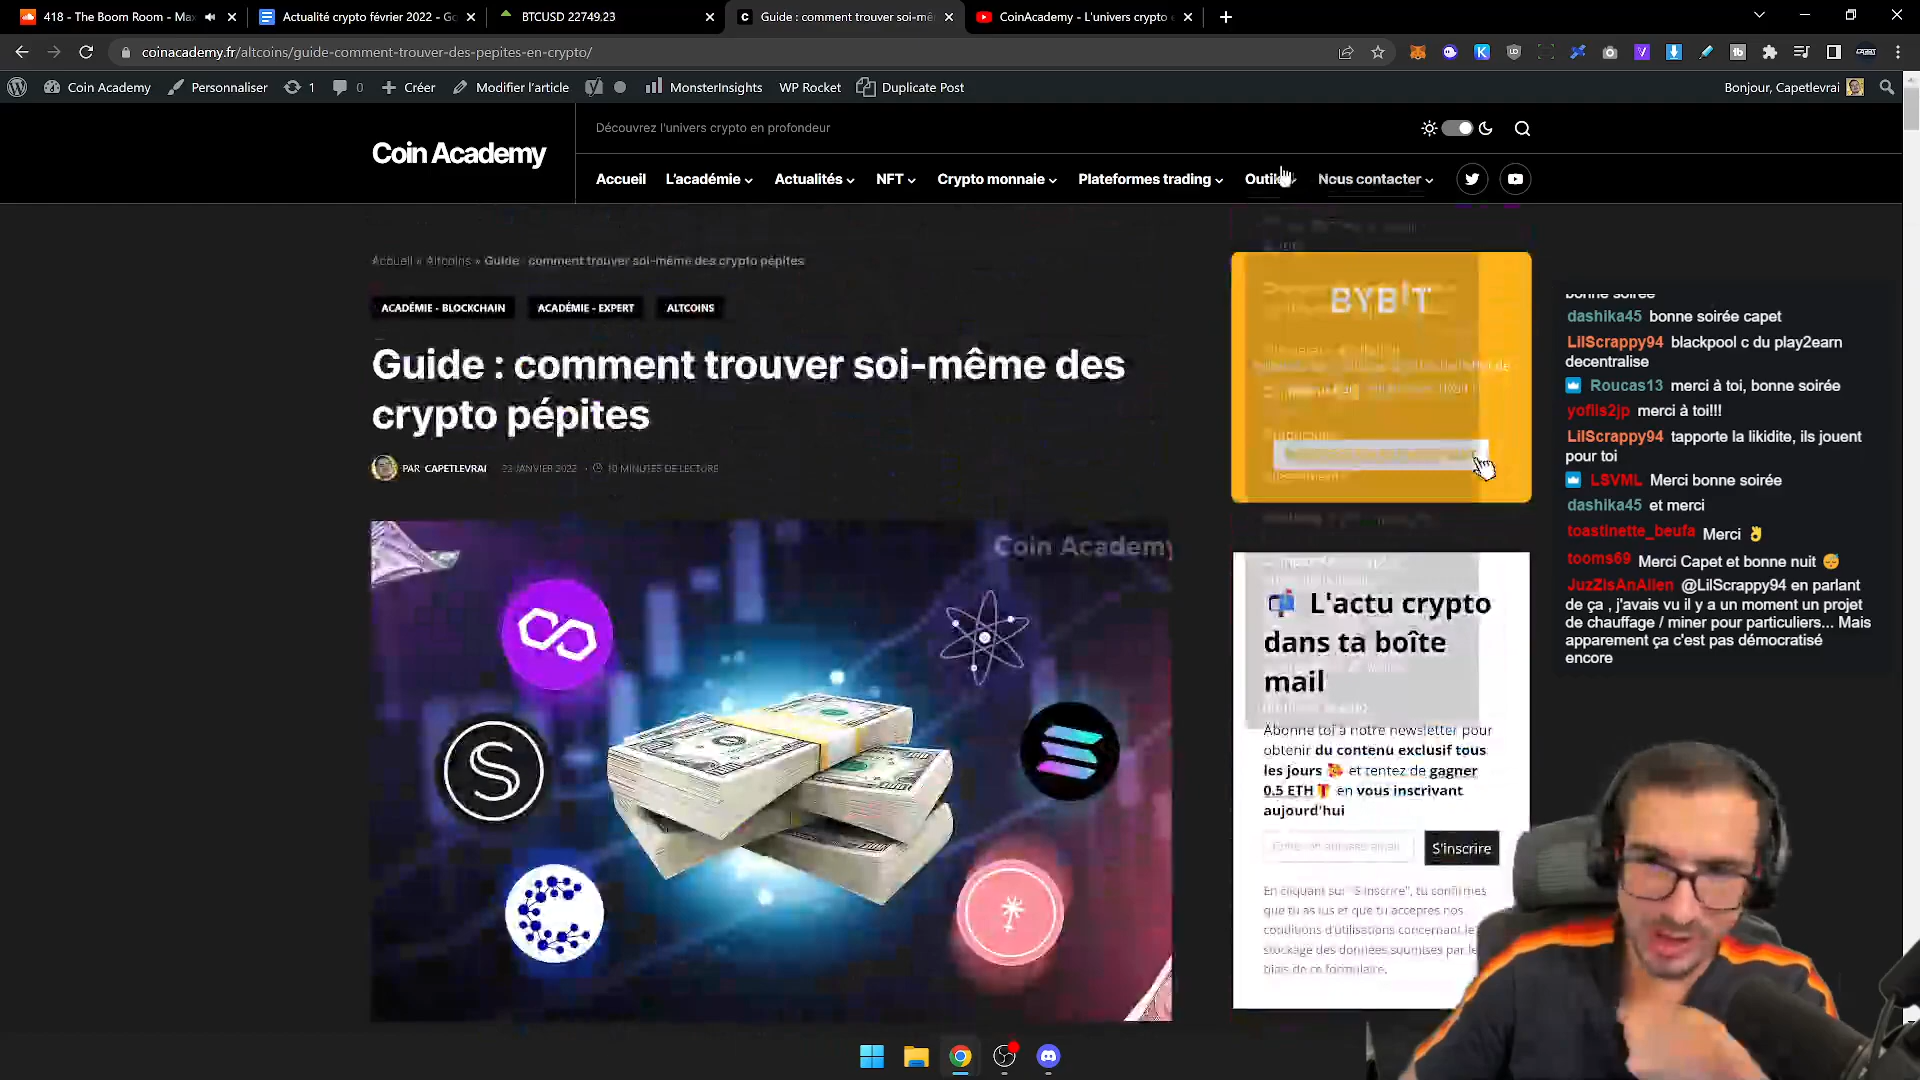 418 - The Boom Room - Max
Actualité crypto février 2022 - Go
BTCUSD 22749.23
Guide : comment trouver soi-mê
CoinAcademy - L'univers crypto
coinacademy.fr/altcoins/guide-comment-trouver-des-pepites-en-crypto/
Coin Academy
Personnaliser
1
0
Créer
Modifier l'article
MonsterInsights
WP Rocket
Duplicate Post
Bonjour, Capetlevrai
Coin Academy
Découvrez l'univers crypto en profondeur
Accueil
L'académie
Actualités
NFT
Crypto monnaie
Plateformes trading
Nous contacter
Accueil » Altcoins » Guide : comment trouver soi-même des crypto pépites
ACADÉMIE - BLOCKCHAIN
ACADÉMIE - EXPERT
ALTCOINS
Guide : comment trouver soi-même des
crypto pépites
PAR CAPETLEVRAI
22 JANVIER 2022
10 MINUTES DE LECTURE
Coin Academy
BYBIT
L'actu crypto
dans ta boîte
mail
Abonne toi à notre newsletter pour
obtenir du contenu exclusif tous
les jours et tentez de gagner
0.5 ETH en vous inscrivant
aujourd'hui
S'inscrire
En cliquant sur "S'inscrire", tu confirmes
que tu as lus et que tu acceptes nos
conditions d'utilisations concernant le
stockage des données soumises par le
biais de ce formulaire.
bonne soirée
dashika45 bonne soirée capet
LilScrappy94 blackpool c du play2earn
decentralise
Roucas13 merci à toi, bonne soirée
yofils2jp merci à toi!!!
LilScrappy94 tapporte la likidite, ils jouent
pour toi
LSVML Merci bonne soirée
dashika45 et merci
toastinette_beufa Merci
tooms69 Merci Capet et bonne nuit
JuzZIsAnAlien @LilScrappy94 en parlant
de ça , j'avais vu il y a un moment un projet
de chauffage / miner pour particuliers... Mais
apparement ça c'est pas démocratisé
encore